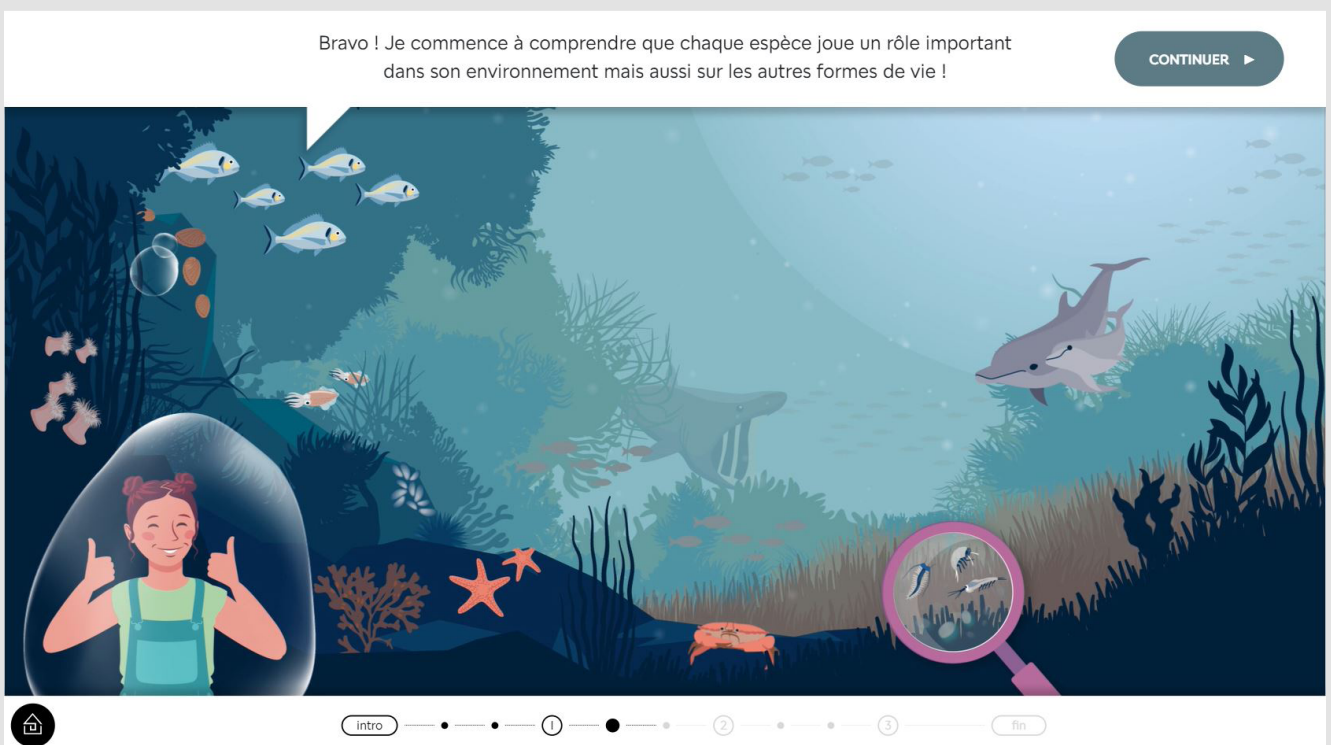 Bravo ! Je commence à comprendre que chaque espèce joue un rôle important
dans son environnement mais aussi sur les autres formes de vie !
CONTINUER
intro
1
2
3
fin